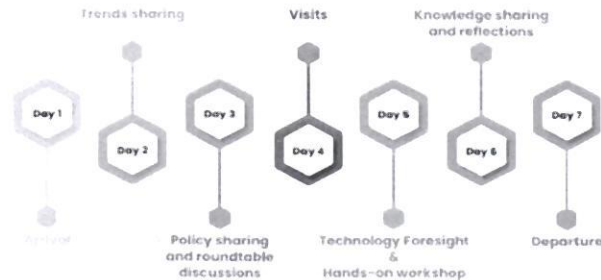 Trends sharing
Visits
Knowledge sharing
and reflections
Day 1
Day 2
Day 3
Day 4
Day 5
Day 6
Day 7
Arrival
Policy sharing
and roundtable
discussions
Technology Foresight
&
Hands-on workshop
Departure